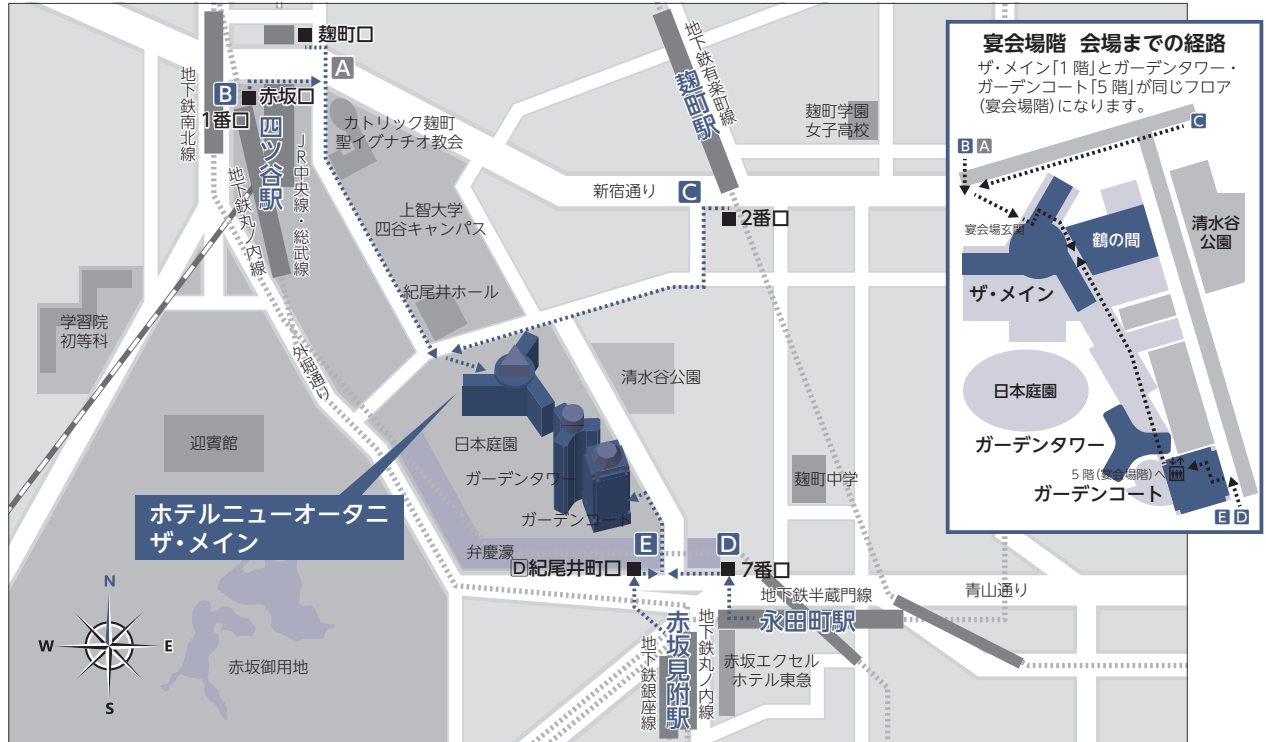 麹町口
A
B
赤坂口
1番口
四ツ谷駅
地下鉄南北線
地下鉄丸ノ内線
JR中央線・総武線
カトリック麹町
聖イグナチオ教会
上智大学
四谷キャンパス
紀尾井ホール
新宿通り
地下鉄有楽町線
麹町駅
C
2番口
麹町学園
女子高校
学習院
初等科
外堀通り
迎賓館
清水谷公園
日本庭園
ガーデンタワー
ガーデンコート
麹町中学
ホテルニューオータニ
ザ・メイン
弁慶濠
E
D
D紀尾井町口
7番口
地下鉄半蔵門線
青山通り
永田町駅
赤坂見附駅
地下鉄銀座線
地下鉄丸ノ内線
赤坂エクセル
ホテル東急
赤坂御用地
N
W
E
S
宴会場階 会場までの経路
ザ・メイン「1階」とガーデンタワー・
ガーデンコート「5階」が同じフロア
(宴会場階)になります。
C
B A
宴会場玄関
鶴の間
清水谷
公園
ザ・メイン
日本庭園
ガーデンタワー
5階(宴会場階)へ
ガーデンコート
E D